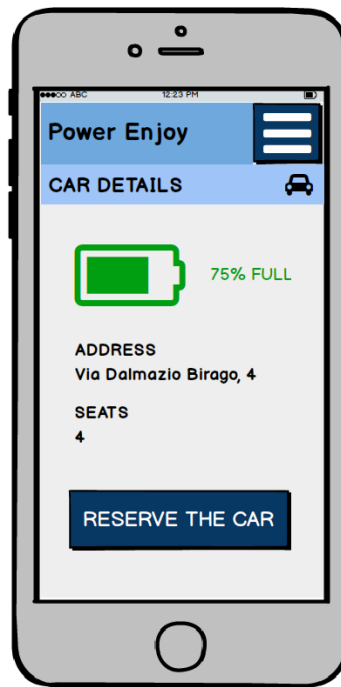 ●●●○○ ABC 12:23 PM
Power Enjoy
CAR DETAILS
75% FULL
ADDRESS
Via Dalmazio Birago, 4
SEATS
4
RESERVE THE CAR